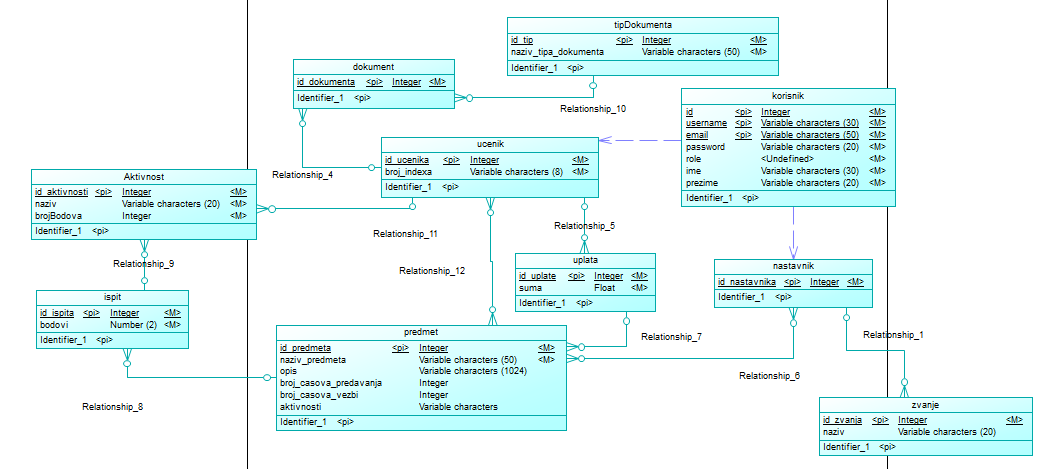 tipDokumenta
id_tip <pi> Integer <M>
naziv_tipa_dokumenta Variable characters (50) <M>
Identifier_1 <pi>
dokument
id_dokumenta <pi> Integer <M>
Identifier_1 <pi>
Relationship_10
korisnik
id <pi> Integer <M>
username <pi> Variable characters (30) <M>
email <pi> Variable characters (50) <M>
password Variable characters (20) <M>
role <Undefined> <M>
ime Variable characters (30) <M>
prezime Variable characters (20) <M>
Identifier_1 <pi>
ucenik
id_ucenika <pi> Integer <M>
broj_indexa Variable characters (8) <M>
Identifier_1 <pi>
Relationship_4
Aktivnost
id_aktivnosti <pi> Integer <M>
naziv Variable characters (20) <M>
brojBodova Integer <M>
Identifier_1 <pi>
Relationship_11
Relationship_5
Relationship_9
Relationship_12
uplata
id_uplate <pi> Integer <M>
suma Float <M>
Identifier_1 <pi>
nastavnik
id_nastavnika <pi> Integer <M>
Identifier_1 <pi>
ispit
id_ispita <pi> Integer <M>
bodovi Number (2) <M>
Identifier_1 <pi>
predmet
id_predmeta <pi> Integer <M>
naziv_predmeta Variable characters (50) <M>
opis Variable characters (1024)
broj_casova_predavanja Integer
broj_casova_vezbi Integer
aktivnosti Variable characters
Identifier_1 <pi>
Relationship_7
Relationship_1
Relationship_6
Relationship_8
zvanje
id_zvanja <pi> Integer <M>
naziv Variable characters (20)
Identifier_1 <pi>